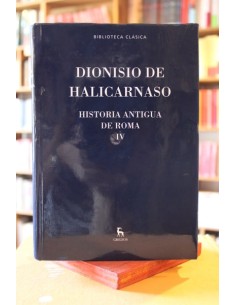 BIBLIOTECA CLÁSICA
DIONISIO DE
HALICARNASO
HISTORIA ANTIGUA
DE ROMA
IV
GREDOS